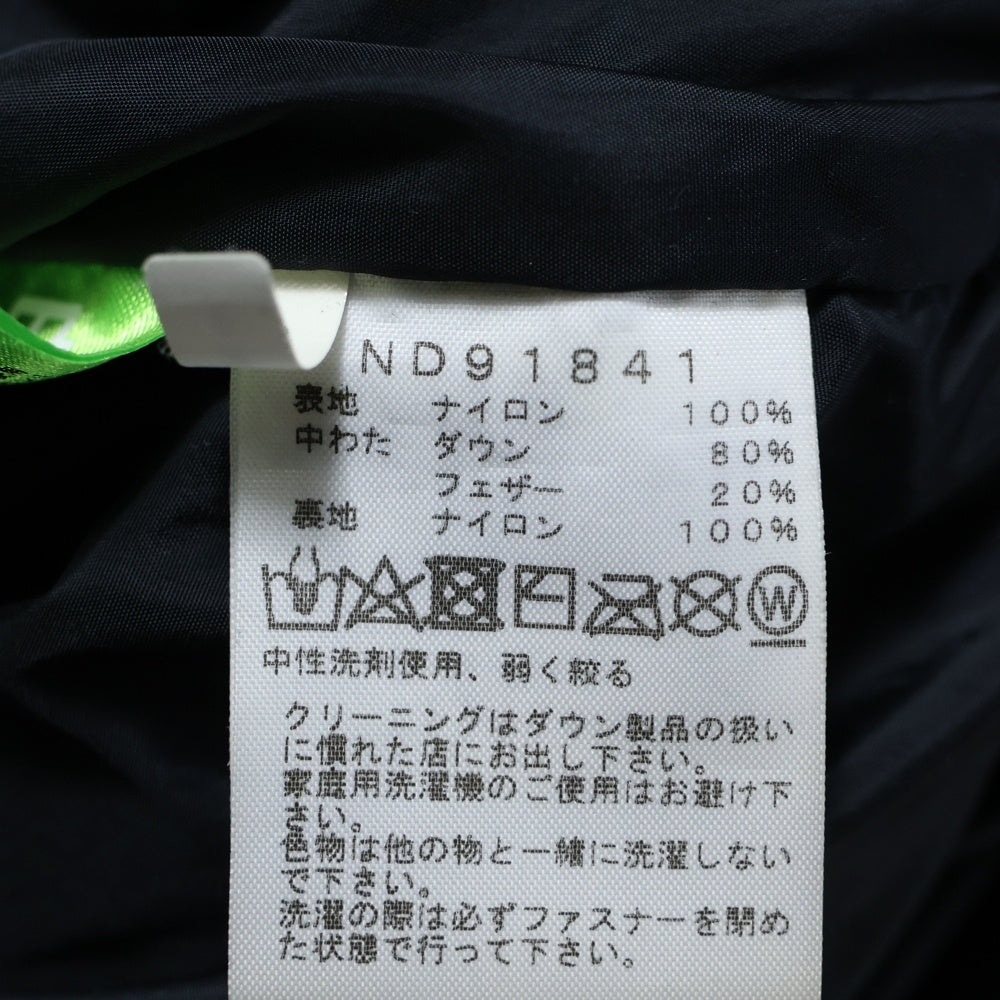 ND91841
表地 ナイロン 100%
中わた ダウン 80%
フェザー 20%
裏地 ナイロン 100%
W
中性洗剤使用、弱く絞る
クリーニングはダウン製品の扱い
に慣れた店にお出し下さい。
家庭用洗濯機のご使用はお避け下
さい。
色物は他の物と一緒に洗濯しない
で下さい。
洗濯の際は必ずファスナーを閉め
た状態で行って下さい。